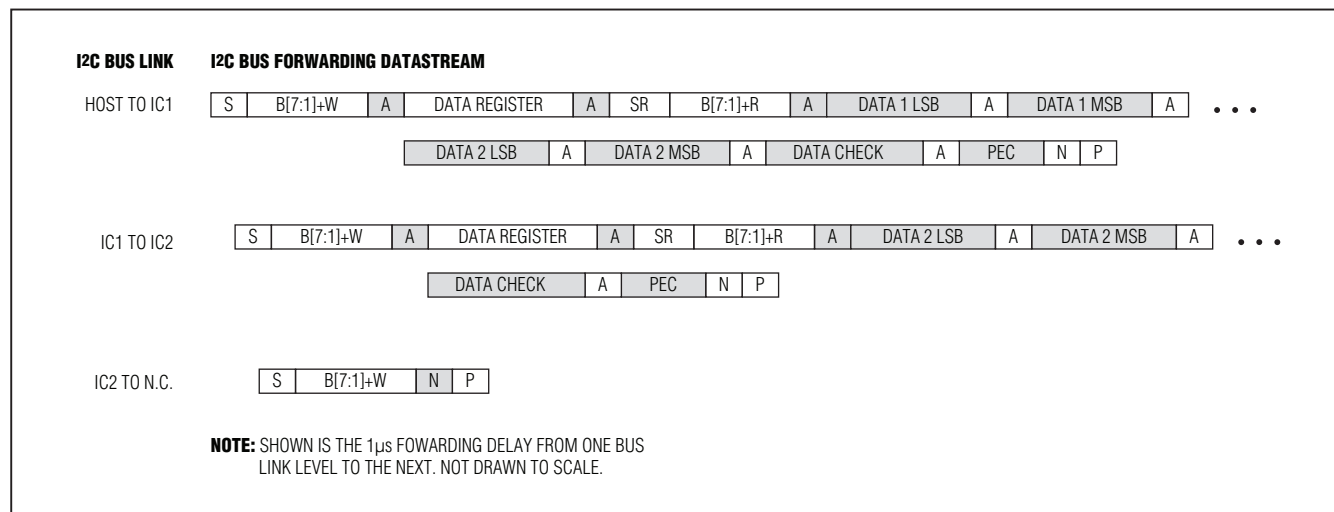 I2C BUS LINK I2C BUS FORWARDING DATASTREAM
HOST TO IC1 S B[7:1]+W A DATA REGISTER A SR B[7:1]+R A DATA 1 LSB A DATA 1 MSB A • • •
DATA 2 LSB A DATA 2 MSB A DATA CHECK A PEC N P
IC1 TO IC2 S B[7:1]+W A DATA REGISTER A SR B[7:1]+R A DATA 2 LSB A DATA 2 MSB A • • •
DATA CHECK A PEC N P
IC2 TO N.C. S B[7:1]+W N P
NOTE: SHOWN IS THE 1µs FOWARDING DELAY FROM ONE BUS
LINK LEVEL TO THE NEXT. NOT DRAWN TO SCALE.